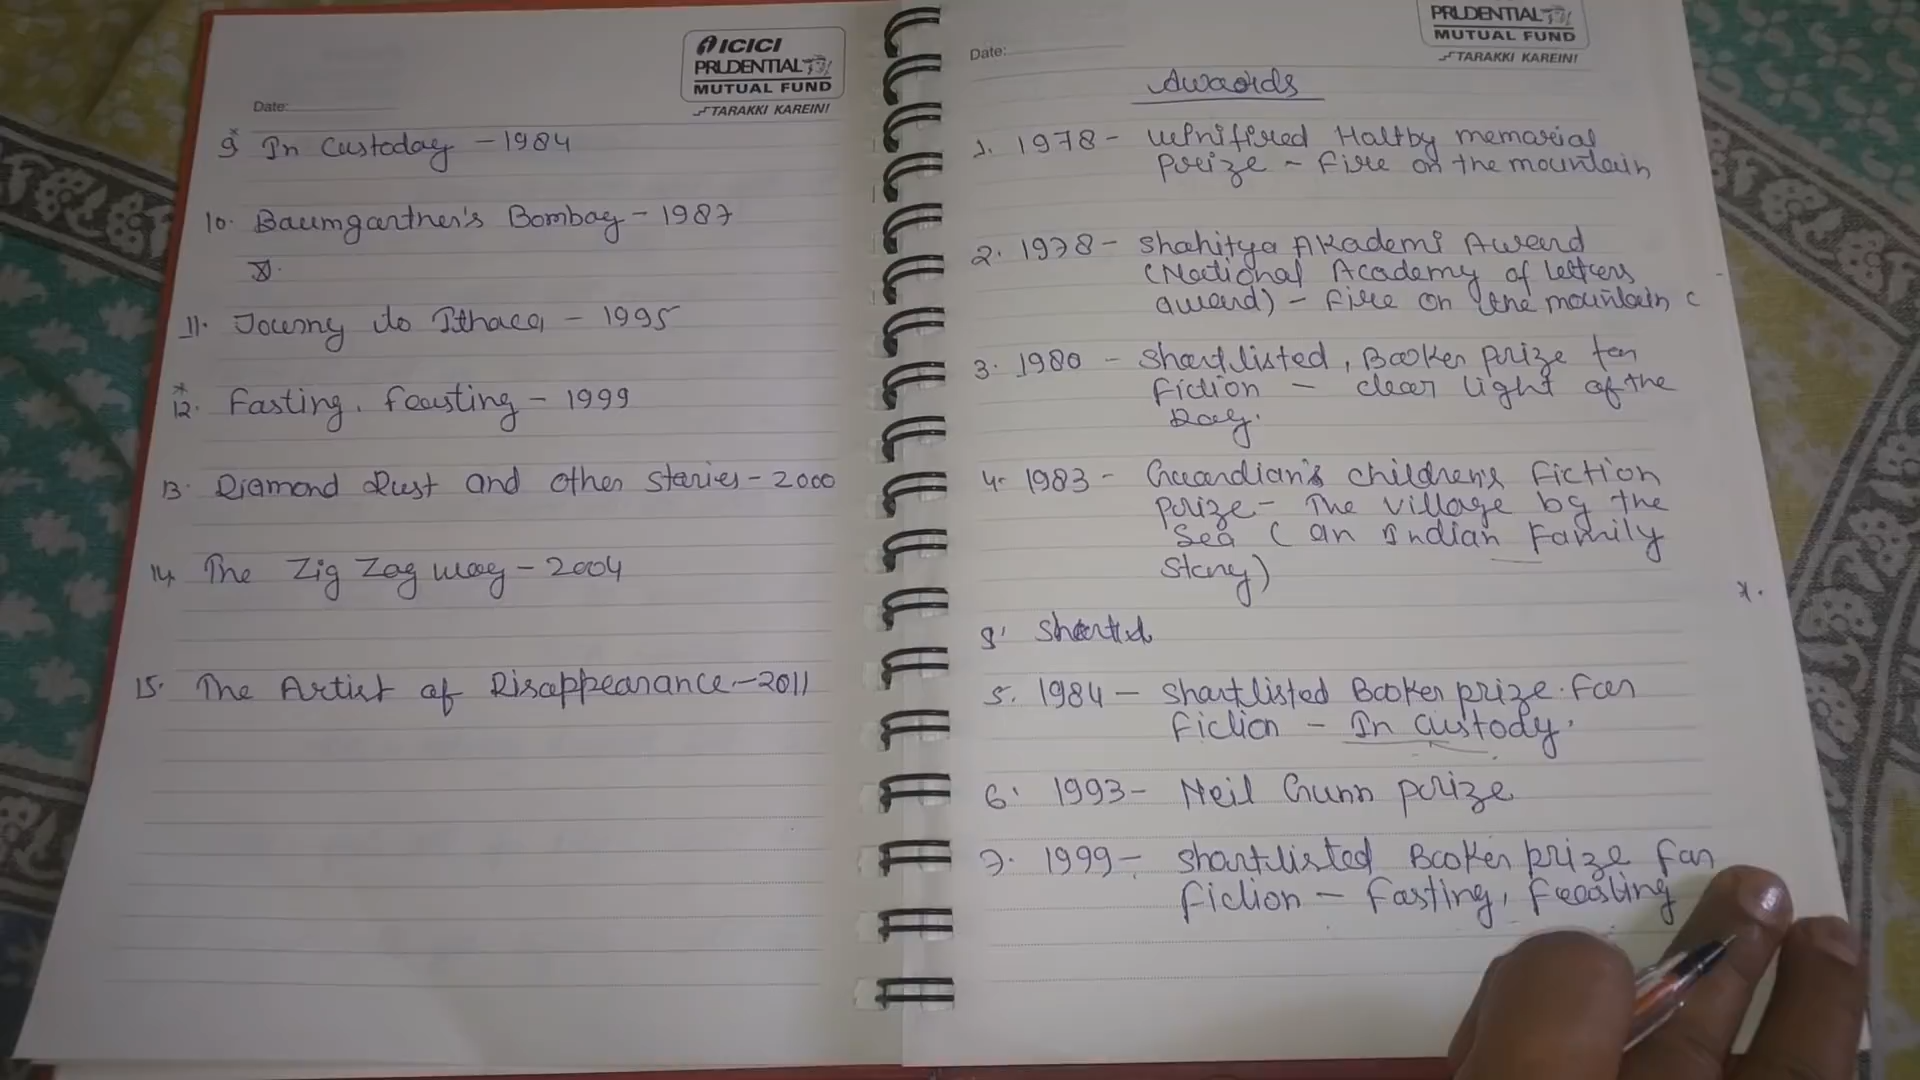 ICICI
PRUDENTIAL
MUTUAL FUND
TARAKKI KAREIN!
Date:
9 In Custoday - 1984
10. Baumgartner's Bombay - 1987
11. Journy to Ithaca - 1995
12. Fasting, Feasting - 1999
13. Diamond Dust and other stories - 2000
14. The Zig Zag way - 2004
15. The Artist of Disappearance - 2011
PRUDENTIAL
MUTUAL FUND
TARAKKI KAREIN!
Date:
Awards
1. 1978 - Winifired Haltby memorial
prize - Fire on the mountain
2. 1978 - Shahitya Akademi Award
(National Academy of letters
award) - Fire on the mountain
3. 1980 - Shortlisted, Booker prize for
Fiction - clear light of the
Day.
4. 1983 - Guardian's children's Fiction
prize - The village by the
Sea ( an Indian Family
Story)
5. 1984 - Shortlisted Booker prize For
Fiction - In custody.
6. 1993 - Neil Gunn prize
7. 1999 - Shortlisted Booker prize For
Fiction - Fasting, Feasting